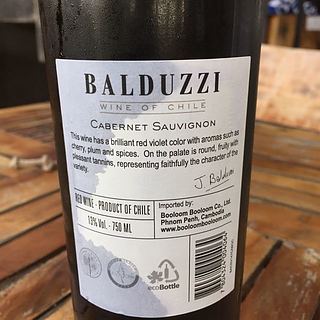 BALDUZZI
WINE OF CHILE
CABERNET SAUVIGNON
This wine has a brilliant red violet color with aromas such as
cherry, plum and spices. On the palate is round, fruity with
pleasant tannins, representing faithfully the character of the
variety.
J. Balduzzi
RED WINE - PRODUCT OF CHILE
13% Vol. - 750 ML
Imported by:
Booloom Booloom Co., Ltd.
Phnom Penh, Cambodia
www.booloombooloom.com
ecoBottle